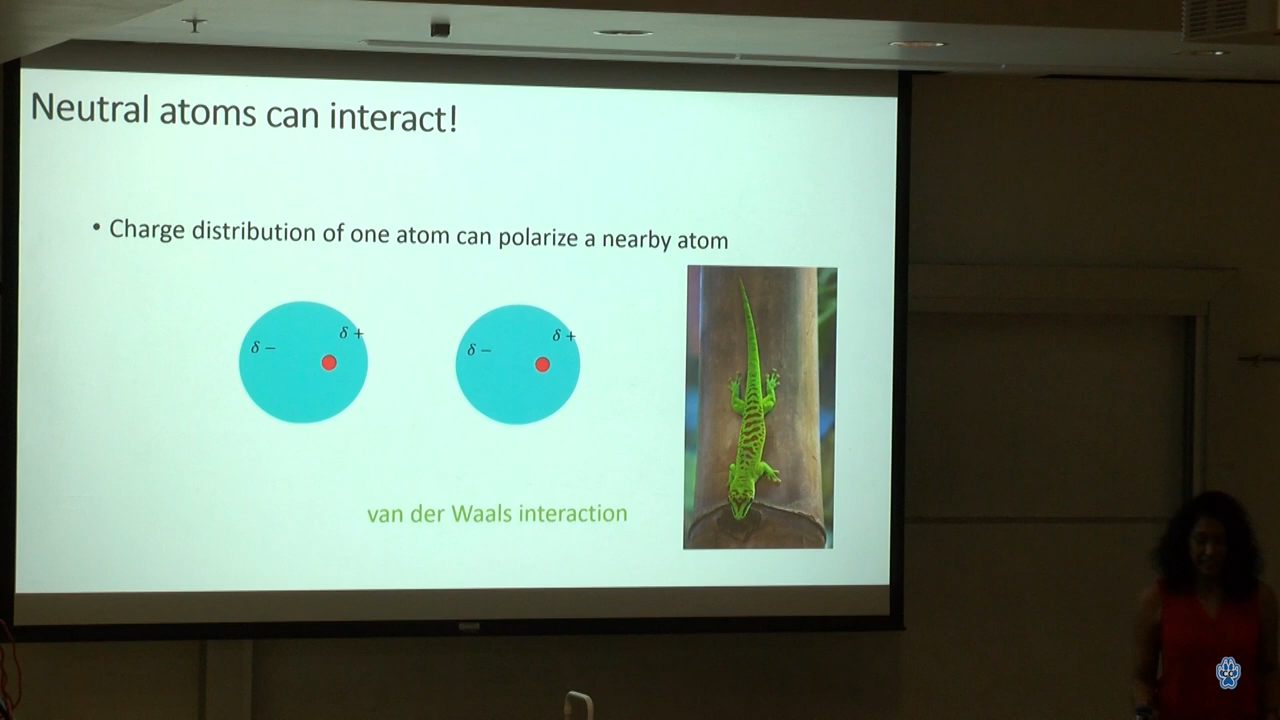 Neutral atoms can interact!
• Charge distribution of one atom can polarize a nearby atom
δ − δ +
δ − δ +
van der Waals interaction